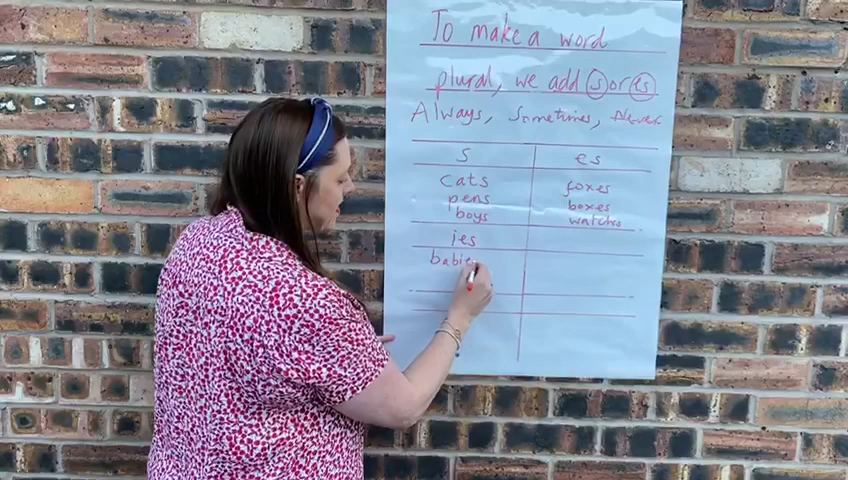 To make a word
plural, we add s or es
Always, Sometimes, Never
s es
cats foxes
pens boxes
boys watches
ies
babie